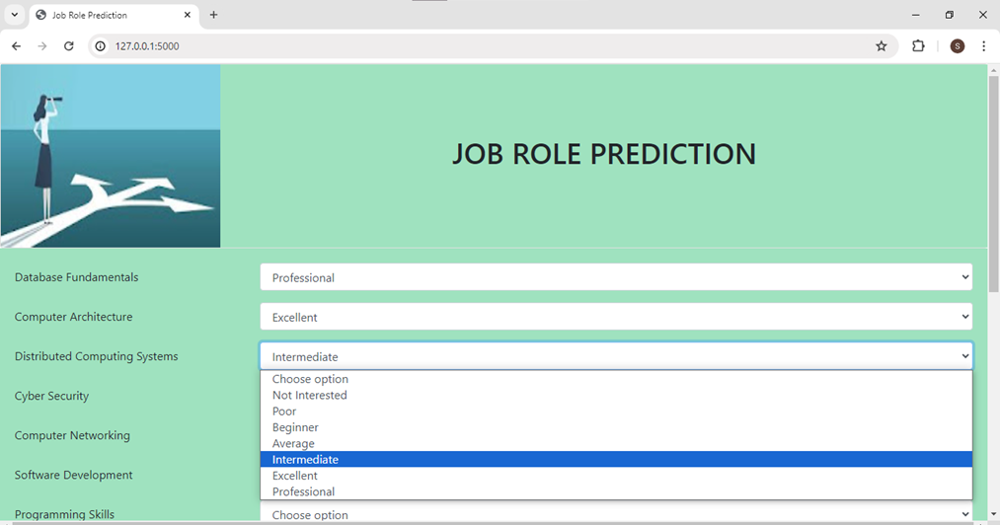 Job Role Prediction
127.0.0.1:5000
S
JOB ROLE PREDICTION
Database Fundamentals Professional
Computer Architecture Excellent
Distributed Computing Systems Intermediate
Choose option
Cyber Security Not Interested
Poor
Beginner
Computer Networking Average
Intermediate
Software Development Excellent
Professional
Programming Skills Choose option